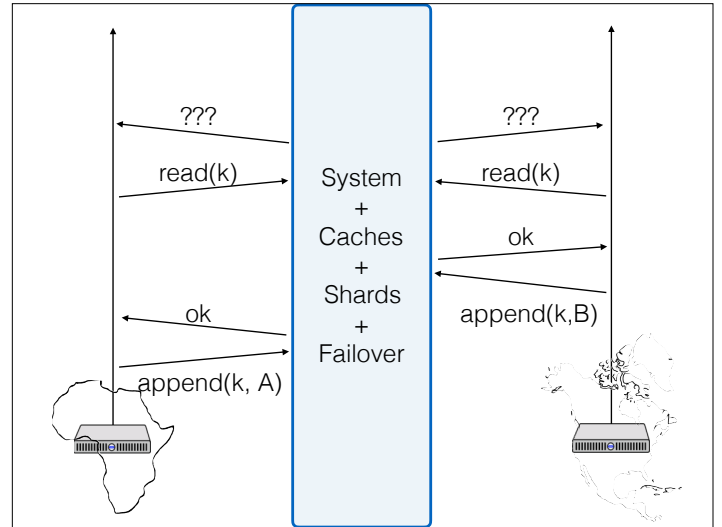 ???
???
read(k)
read(k)
System
+
Caches
+
Shards
+
Failover
ok
append(k,B)
ok
append(k, A)